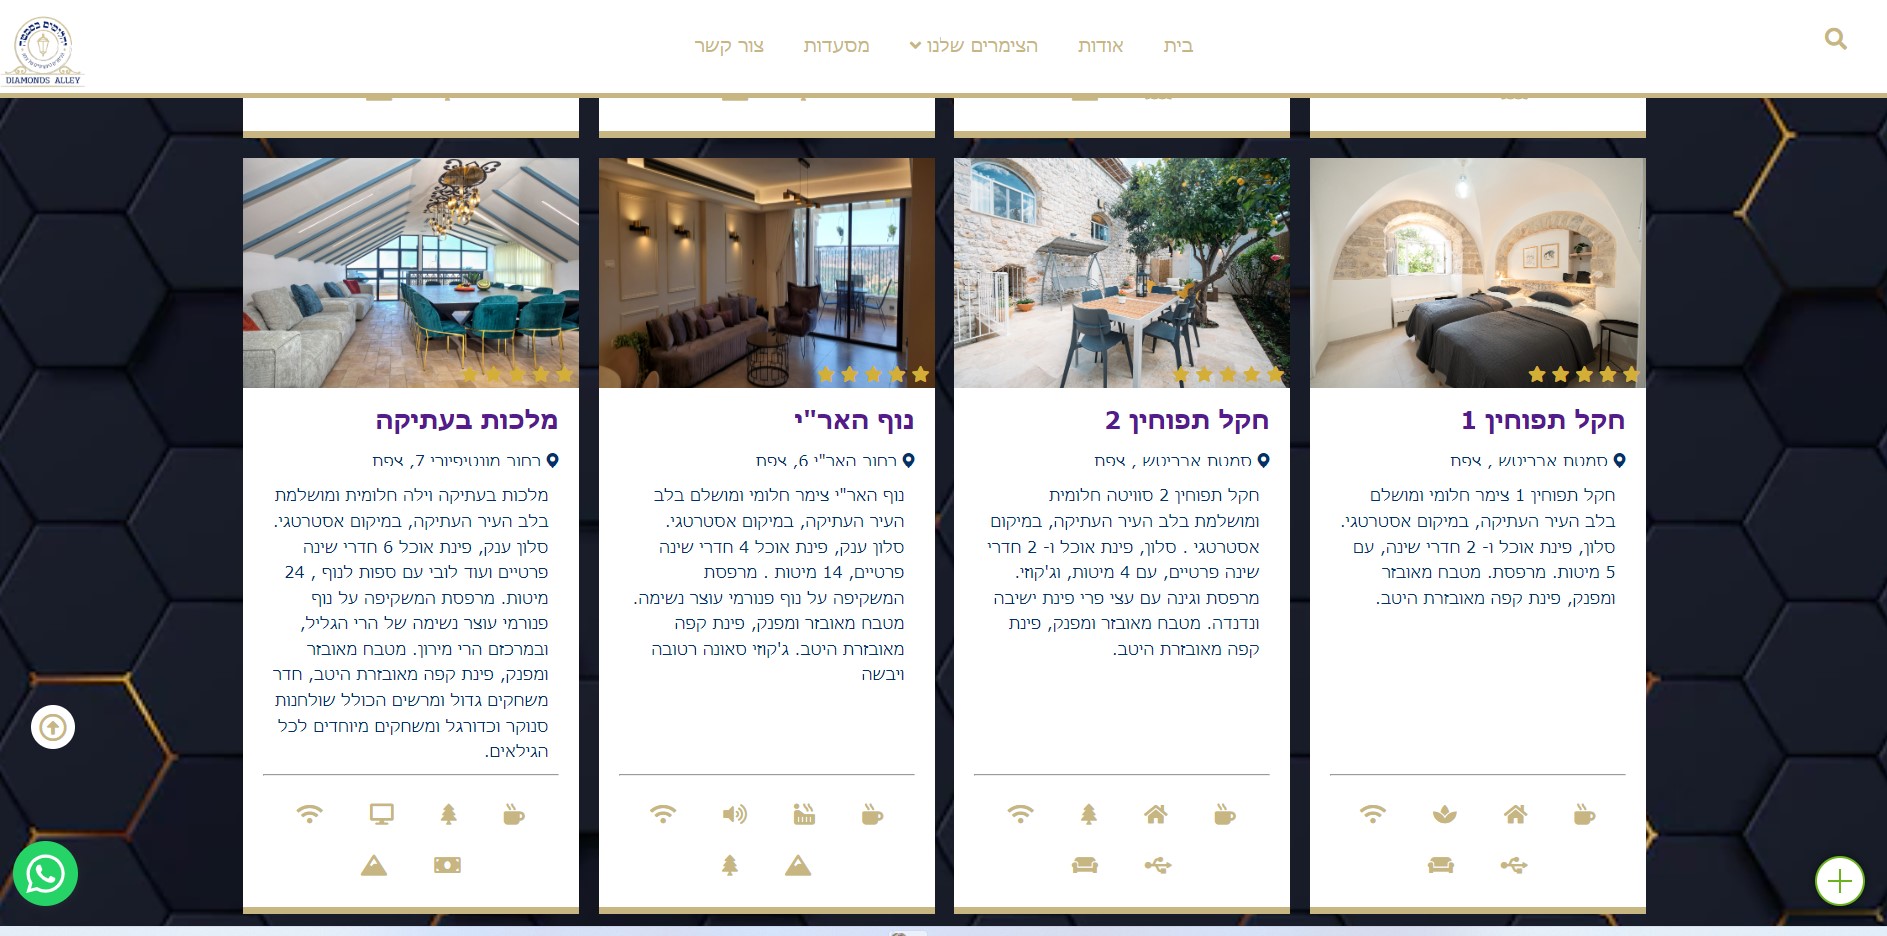 בית
אודות
הצימרים שלנו
מסעדות
צור קשר
יהלומים בסמטה
DIAMONDS ALLEY
חקל תפוחין 1
סמטת אבריטש , צפת
חקל תפוחין 1 צימר חלומי ומושלם
בלב העיר העתיקה, במיקום אסטרטגי.
סלון, פינת אוכל ו- 2 חדרי שינה, עם
5 מיטות. מרפסת. מטבח מאובזר
ומפנק, פינת קפה מאובזרת היטב.
חקל תפוחין 2
סמטת אבריטש , צפת
חקל תפוחין 2 סוויטה חלומית
ומושלמת בלב העיר העתיקה, במיקום
אסטרטגי . סלון, פינת אוכל ו- 2 חדרי
שינה פרטיים, עם 4 מיטות, וג'קוזי.
מרפסת וגינה עם עצי פרי פינת ישיבה
ונדנדה. מטבח מאובזר ומפנק, פינת
קפה מאובזרת היטב.
נוף האר"י
רחוב האר"י 6, צפת
נוף האר"י צימר חלומי ומושלם בלב
העיר העתיקה, במיקום אסטרטגי.
סלון ענק, פינת אוכל 4 חדרי שינה
פרטיים, 14 מיטות . מרפסת
המשקיפה על נוף פנורמי עוצר נשימה.
מטבח מאובזר ומפנק, פינת קפה
מאובזרת היטב. ג'קוזי סאונה רטובה
ויבשה
מלכות בעתיקה
רחוב מונטיפיורי 7, צפת
מלכות בעתיקה וילה חלומית ומושלמת
בלב העיר העתיקה, במיקום אסטרטגי.
סלון ענק, פינת אוכל 6 חדרי שינה
פרטיים ועוד לובי עם ספות לנוף , 24
מיטות. מרפסת המשקיפה על נוף
פנורמי עוצר נשימה של הרי הגליל,
ובמרכזם הרי מירון. מטבח מאובזר
ומפנק, פינת קפה מאובזרת היטב, חדר
משחקים גדול ומרשים הכולל שולחנות
סנוקר וכדורגל ומשחקים מיוחדים לכל
הגילאים.